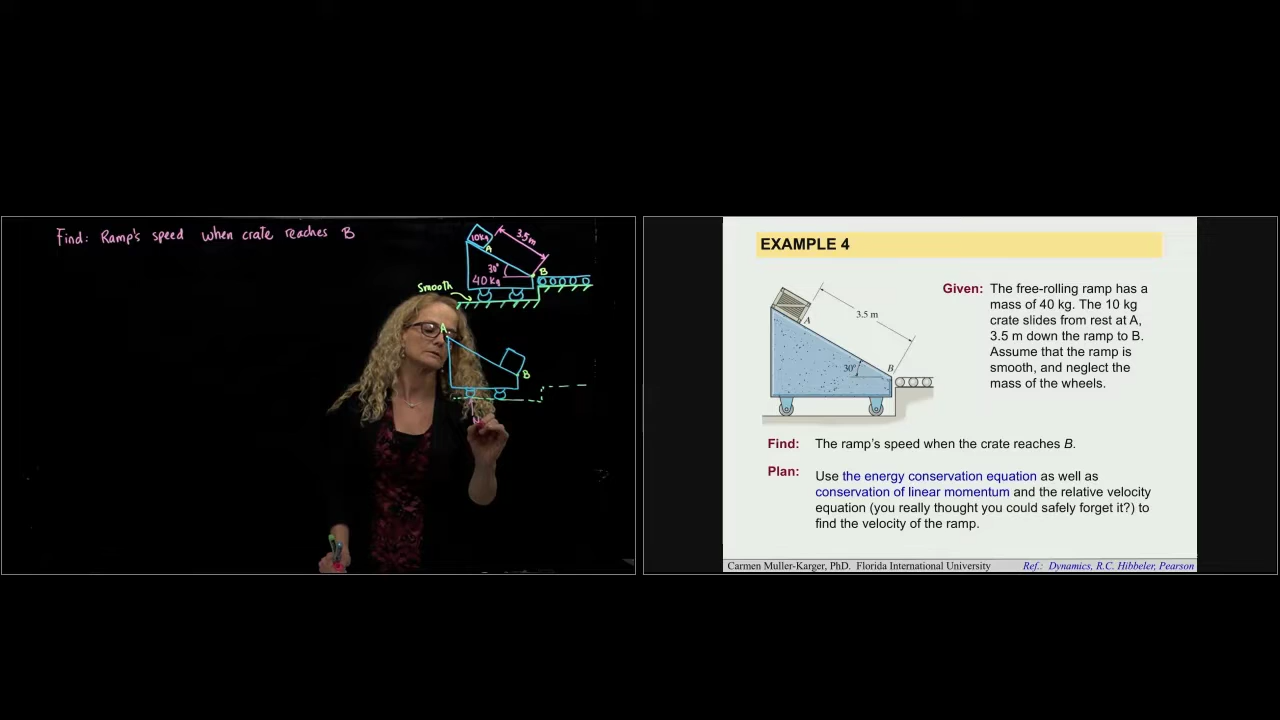 Find: Ramp's speed when crate reaches B
10kg
A
3.5m
30°
B
40 Kg
Smooth
A
B
EXAMPLE 4
A
3.5 m
30°
B
Given: The free-rolling ramp has a
mass of 40 kg. The 10 kg
crate slides from rest at A,
3.5 m down the ramp to B.
Assume that the ramp is
smooth, and neglect the
mass of the wheels.
Find: The ramp's speed when the crate reaches B.
Plan: Use the energy conservation equation as well as
conservation of linear momentum and the relative velocity
equation (you really thought you could safely forget it?) to
find the velocity of the ramp.
Carmen Muller-Karger, PhD. Florida International University
Ref.: Dynamics, R.C. Hibbeler, Pearson